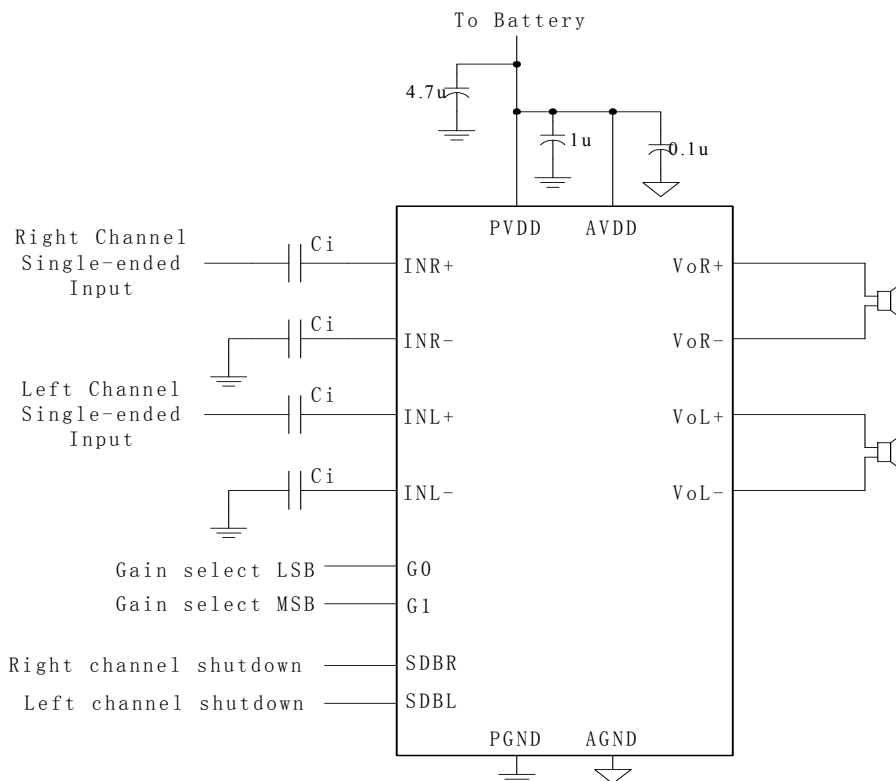 To Battery
4.7u
1u
0.1u
PVDD
AVDD
Right Channel
Single-ended
Input
Ci
INR+
VoR+
Ci
INR-
VoR-
Left Channel
Single-ended
Input
Ci
INL+
VoL+
Ci
INL-
VoL-
Gain select LSB
G0
Gain select MSB
G1
Right channel shutdown
SDBR
Left channel shutdown
SDBL
PGND
AGND